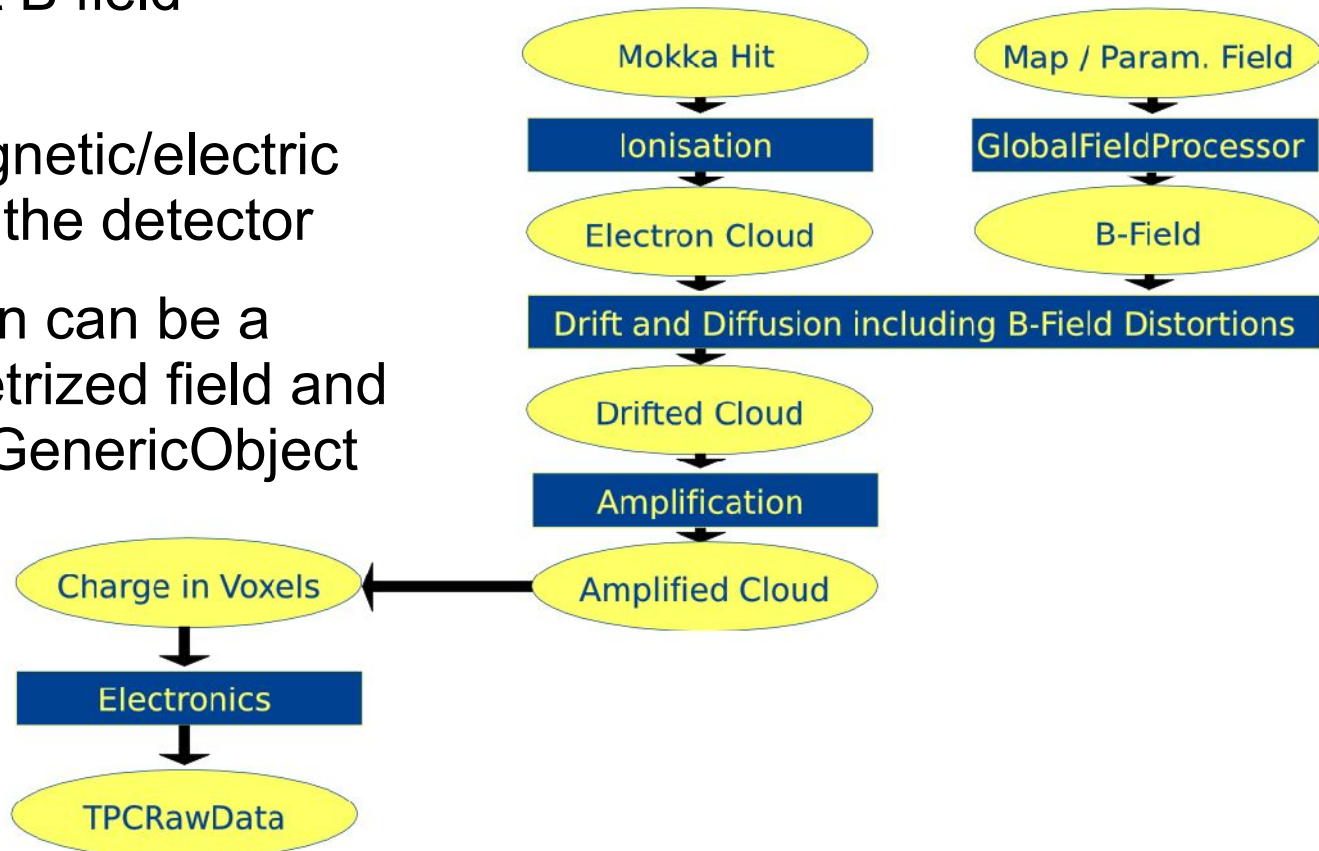 B field
gnetic/electric
the detector
n can be a
etrized field and
GenericObject
Mokka Hit
Ionisation
Electron Cloud
Map / Param. Field
GlobalFieldProcessor
B-Field
Drift and Diffusion including B-Field Distortions
Drifted Cloud
Amplification
Amplified Cloud
Charge in Voxels
Electronics
TPCRawData